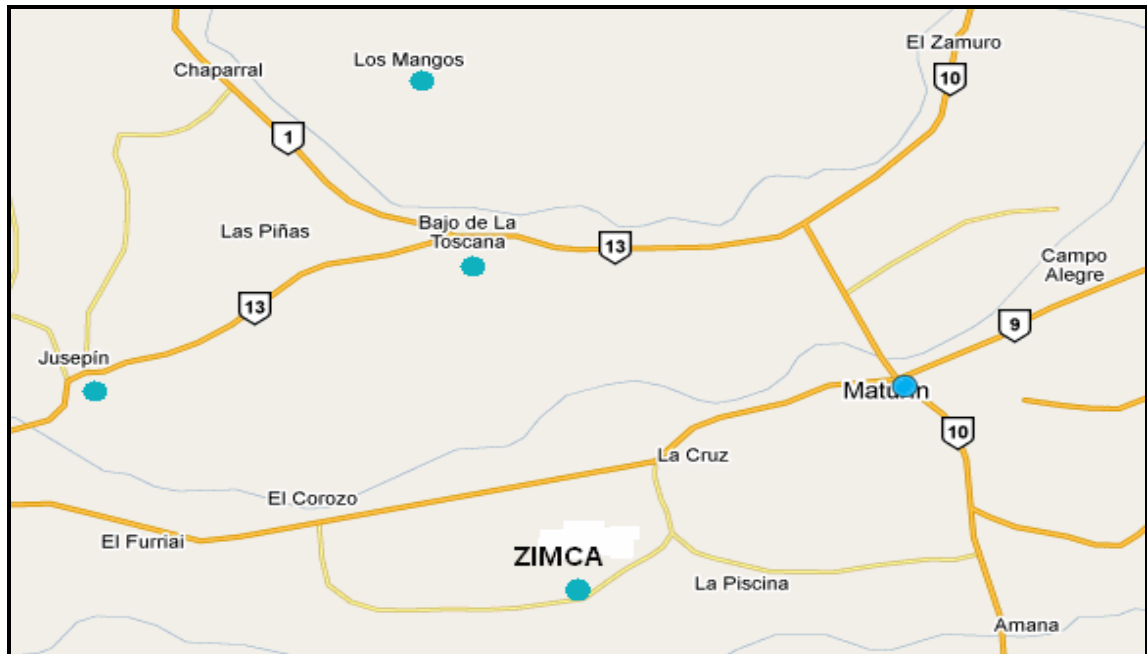 El Zamuro
Los Mangos
Chaparral
10
1
Bajo de La
Toscana
Las Piñas
13
Campo
Alegre
13
9
Jusepín
Maturín
10
La Cruz
El Corozo
El Furriai
ZIMCA
La Piscina
Amana